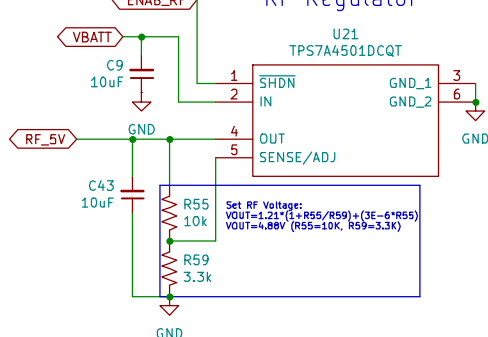 ENAB_RF
RF Regulator
VBATT
U21
TPS7A4501DCQT
C9
10uF
GND
1
SHDN
2
IN
GND_1
3
GND_2
6
GND
RF_5V
4
OUT
5
SENSE/ADJ
C43
10uF
R55
10k
Set RF Voltage:
VOUT=1.21*(1+R55/R59)+(3E-6*R55)
VOUT=4.88V (R55=10K, R59=3.3K)
R59
3.3k
GND